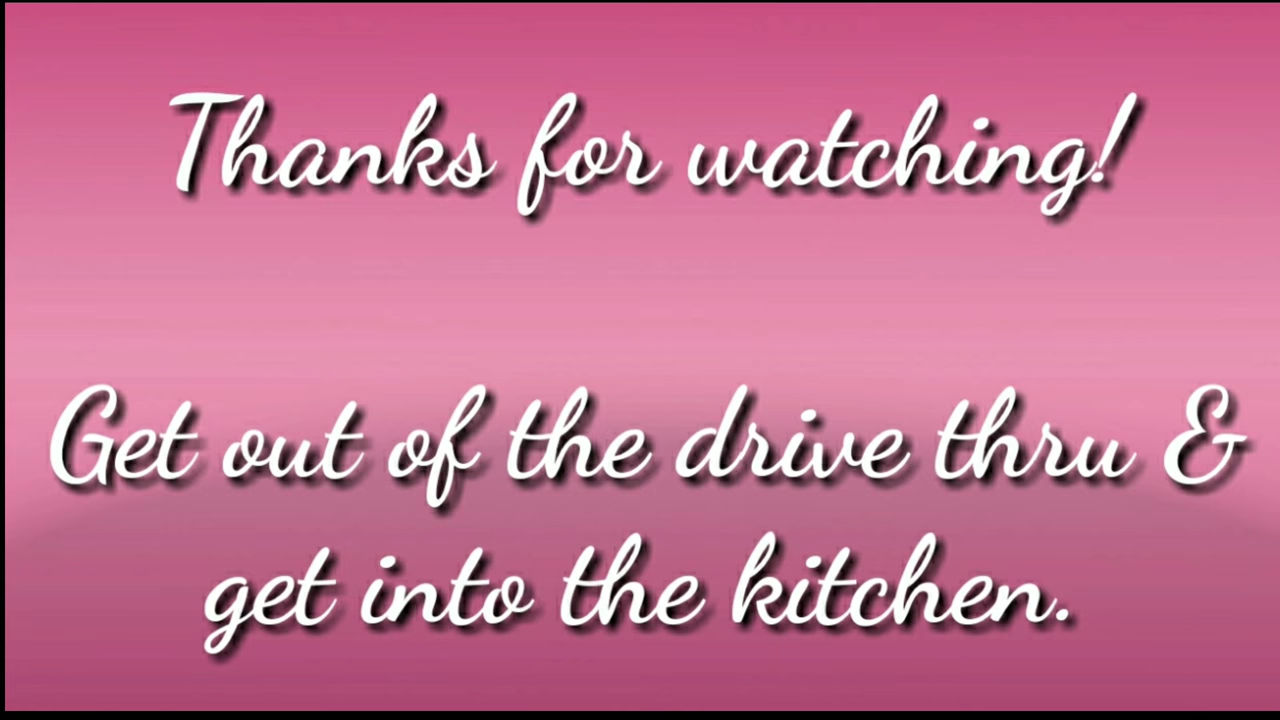 Thanks for watching!
Get out of the drive thru &
get into the kitchen.